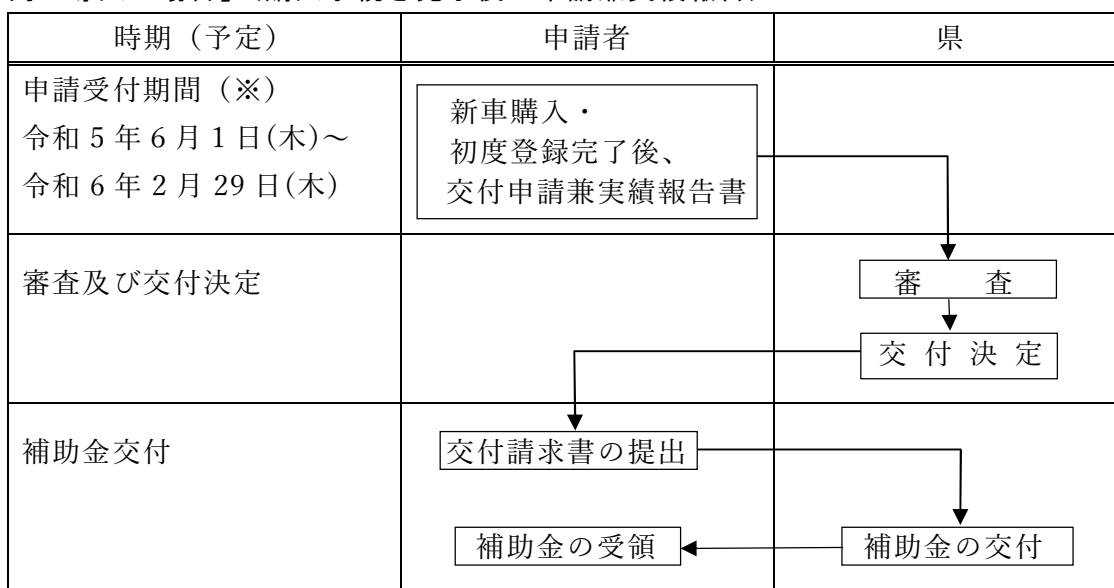 時期（予定）
申請者
県
申請受付期間（※）
令和5年6月1日(木)～
令和6年2月29日(木)
新車購入・
初度登録完了後、
交付申請兼実績報告書
審査及び交付決定
審　査
交付決定
補助金交付
交付請求書の提出
補助金の受領
補助金の交付